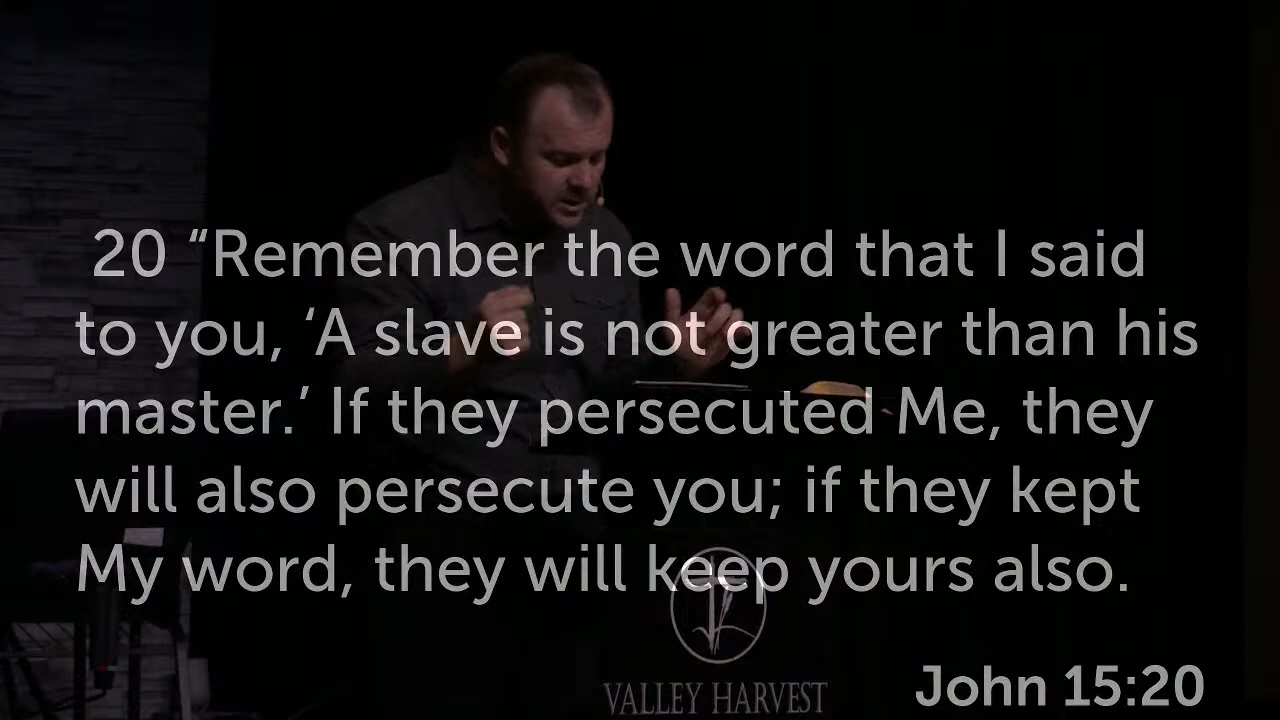 20 “Remember the word that I said
to you, ‘A slave is not greater than his
master.’ If they persecuted Me, they
will also persecute you; if they kept
My word, they will keep yours also.
VALLEY HARVEST
John 15:20